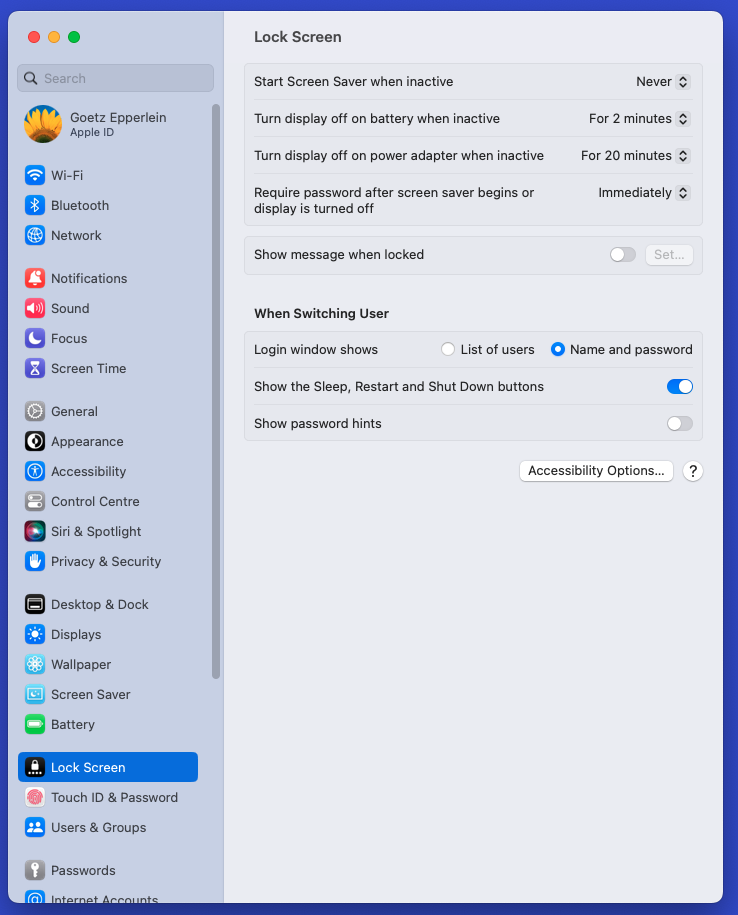 Search
Goetz Epperlein
Apple ID
Wi-Fi
Bluetooth
Network
Notifications
Sound
Focus
Screen Time
General
Appearance
Accessibility
Control Centre
Siri & Spotlight
Privacy & Security
Desktop & Dock
Displays
Wallpaper
Screen Saver
Battery
Lock Screen
Touch ID & Password
Users & Groups
Passwords
Internet Accounts
Lock Screen
Start Screen Saver when inactive Never
Turn display off on battery when inactive For 2 minutes
Turn display off on power adapter when inactive For 20 minutes
Require password after screen saver begins or Immediately
display is turned off
Show message when locked Set...
When Switching User
Login window shows List of users Name and password
Show the Sleep, Restart and Shut Down buttons
Show password hints
Accessibility Options... ?